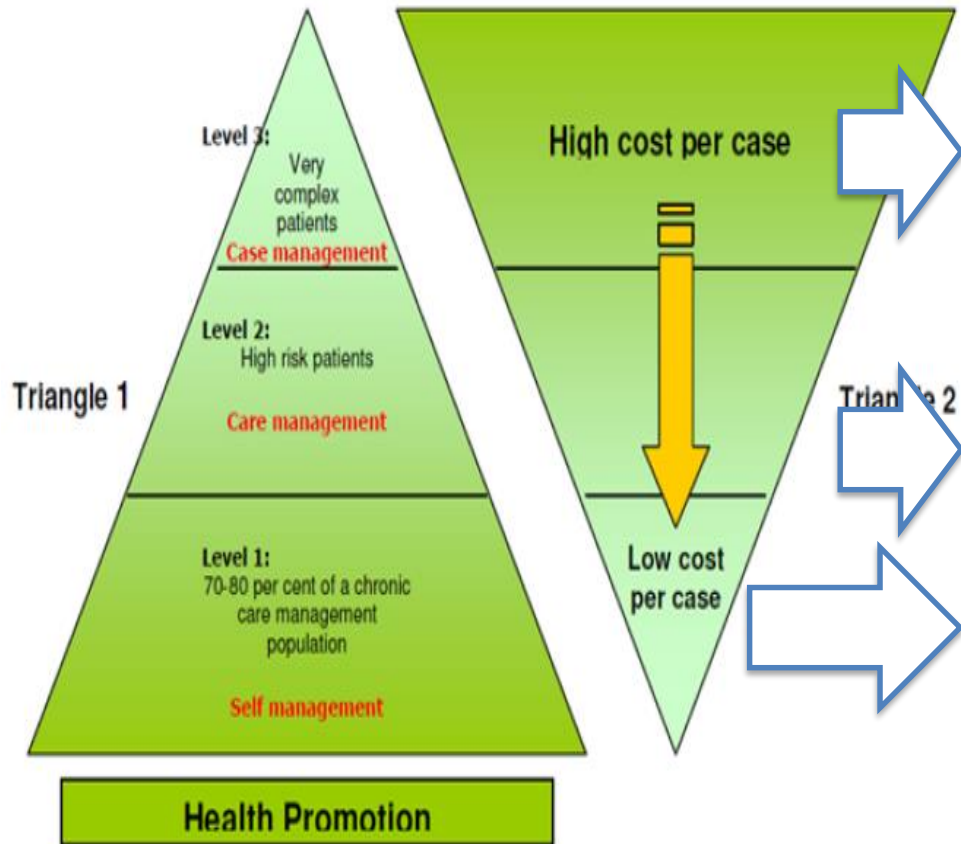 Level 3:
Very
complex
patients
Case management
Level 2:
High risk patients
Care management
Triangle 1
Level 1:
70-80 per cent of a chronic
care management
population
Self management
Health Promotion
High cost per case
Low cost
per case
2